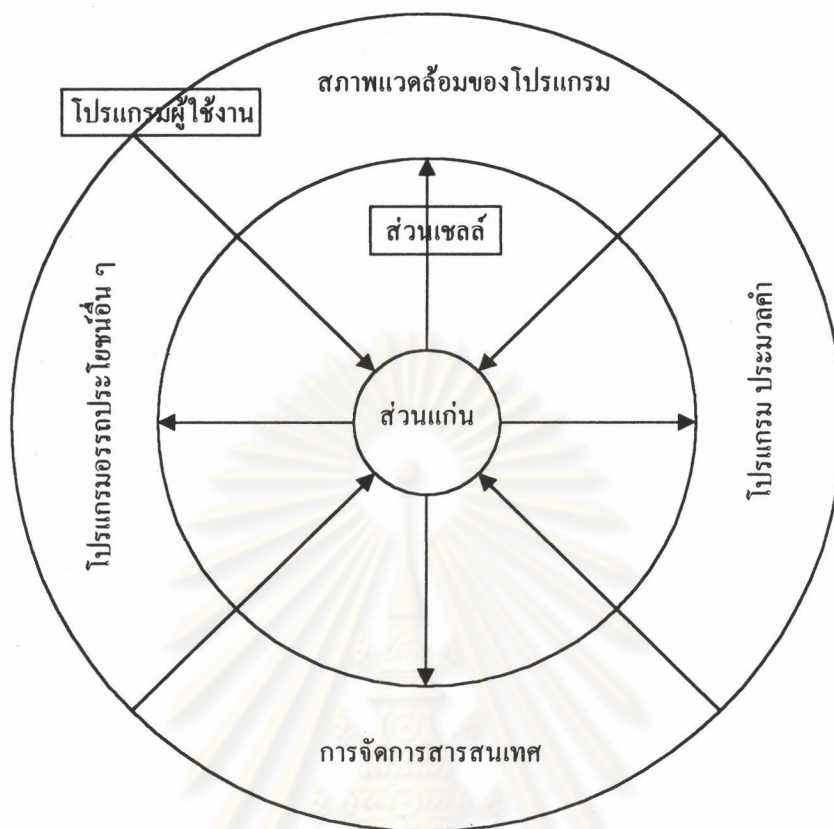 สภาพแวดล้อมของโปรแกรม
โปรแกรมผู้ใช้งาน
ส่วนเชลล์
โปรแกรมอรรถประโยชน์อื่น ๆ
ส่วนแก่น
โปรแกรม ประมวลคำ
การจัดการสารสนเทศ